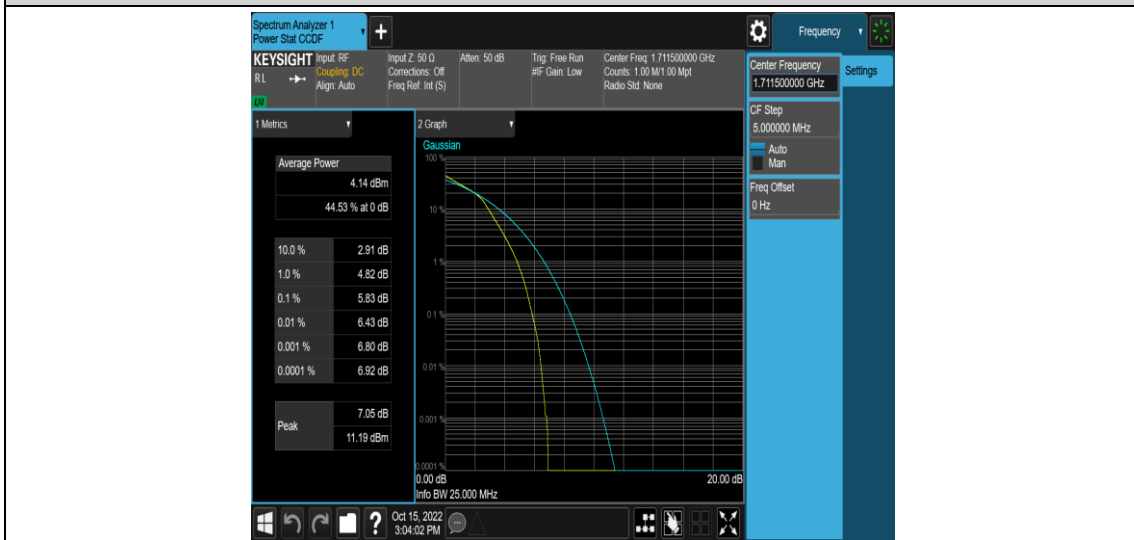 Spectrum Analyzer 1
Power Stat CCDF
Frequency
KEYSIGHT
RL
Input: RF
Coupling: DC
Align: Auto
Input Z: 50 Ω
Corrections: Off
Freq Ref: Int (S)
Atten: 50 dB
Trig: Free Run
#IF Gain: Low
Center Freq: 1.711500000 GHz
Counts: 1.00 M/1.00 Mpt
Radio Std: None
Center Frequency
1.711500000 GHz
Settings
CF Step
5.000000 MHz
Auto
Man
Freq Offset
0 Hz
1 Metrics
Average Power
4.14 dBm
44.53 % at 0 dB
10.0 % 2.91 dB
1.0 % 4.82 dB
0.1 % 5.83 dB
0.01 % 6.43 dB
0.001 % 6.80 dB
0.0001 % 6.92 dB
Peak 7.05 dB
11.19 dBm
2 Graph
Gaussian
100 %
10 %
1 %
0.1 %
0.01 %
0.001 %
0.0001 %
0.00 dB 20.00 dB
Info BW 25.000 MHz
Oct 15, 2022
3:04:02 PM